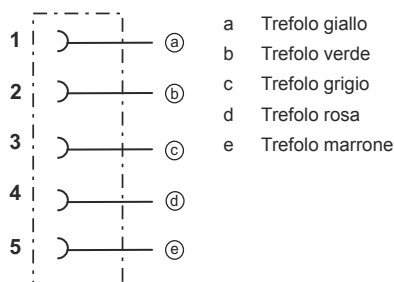 1 a
2 b
3 c
4 d
5 e
a Trefolo giallo
b Trefolo verde
c Trefolo grigio
d Trefolo rosa
e Trefolo marrone